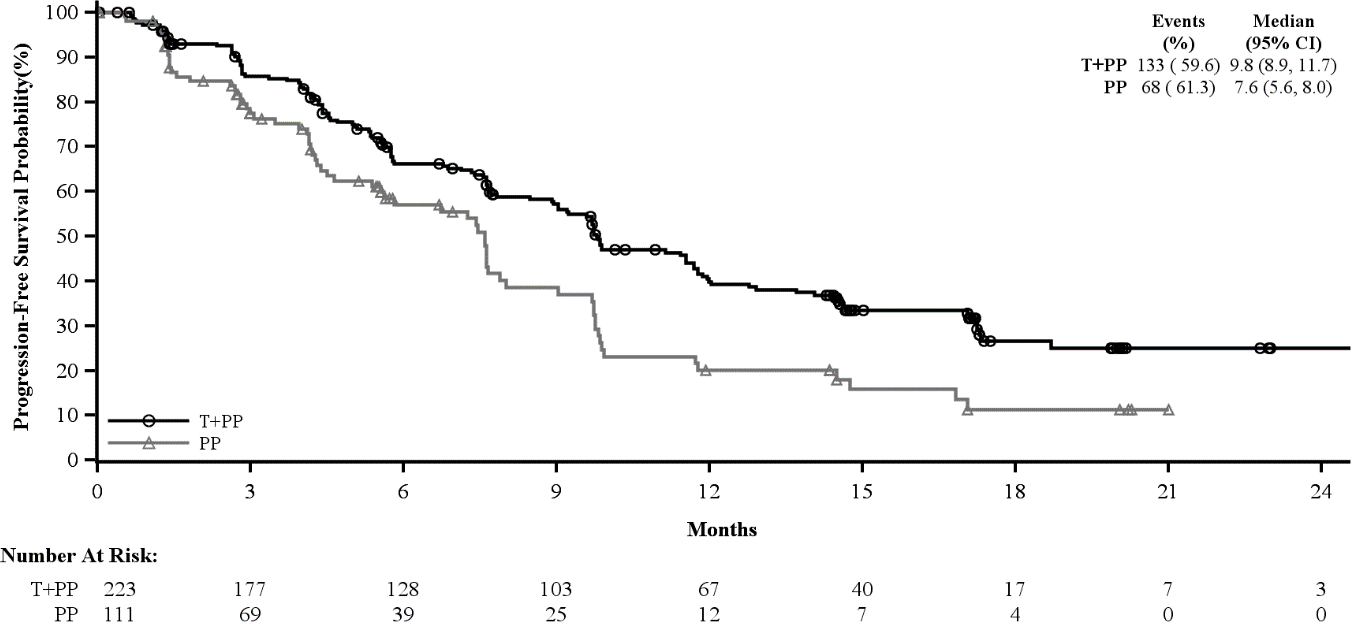 Events Median
(%) (95% CI)
T+PP 133 ( 59.6) 9.8 (8.9, 11.7)
PP 68 ( 61.3) 7.6 (5.6, 8.0)
Progression-Free Survival Probability(%)
100
90
80
70
60
50
40
30
20
10
0
T+PP
PP
0 3 6 9 12 15 18 21 24
Months
Number At Risk:
T+PP 223 177 128 103 67 40 17 7 3
PP 111 69 39 25 12 7 4 0 0